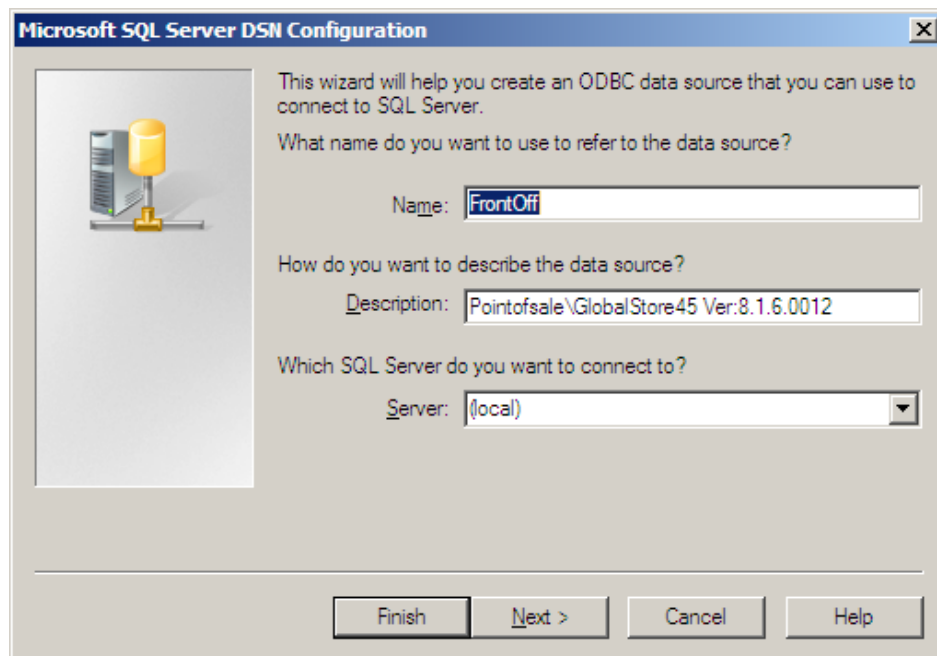 Microsoft SQL Server DSN Configuration
This wizard will help you create an ODBC data source that you can use to
connect to SQL Server.
What name do you want to use to refer to the data source?
Name: FrontOff
How do you want to describe the data source?
Description: Pointofsale\GlobalStore45 Ver:8.1.6.0012
Which SQL Server do you want to connect to?
Server: (local)
Finish Next > Cancel Help